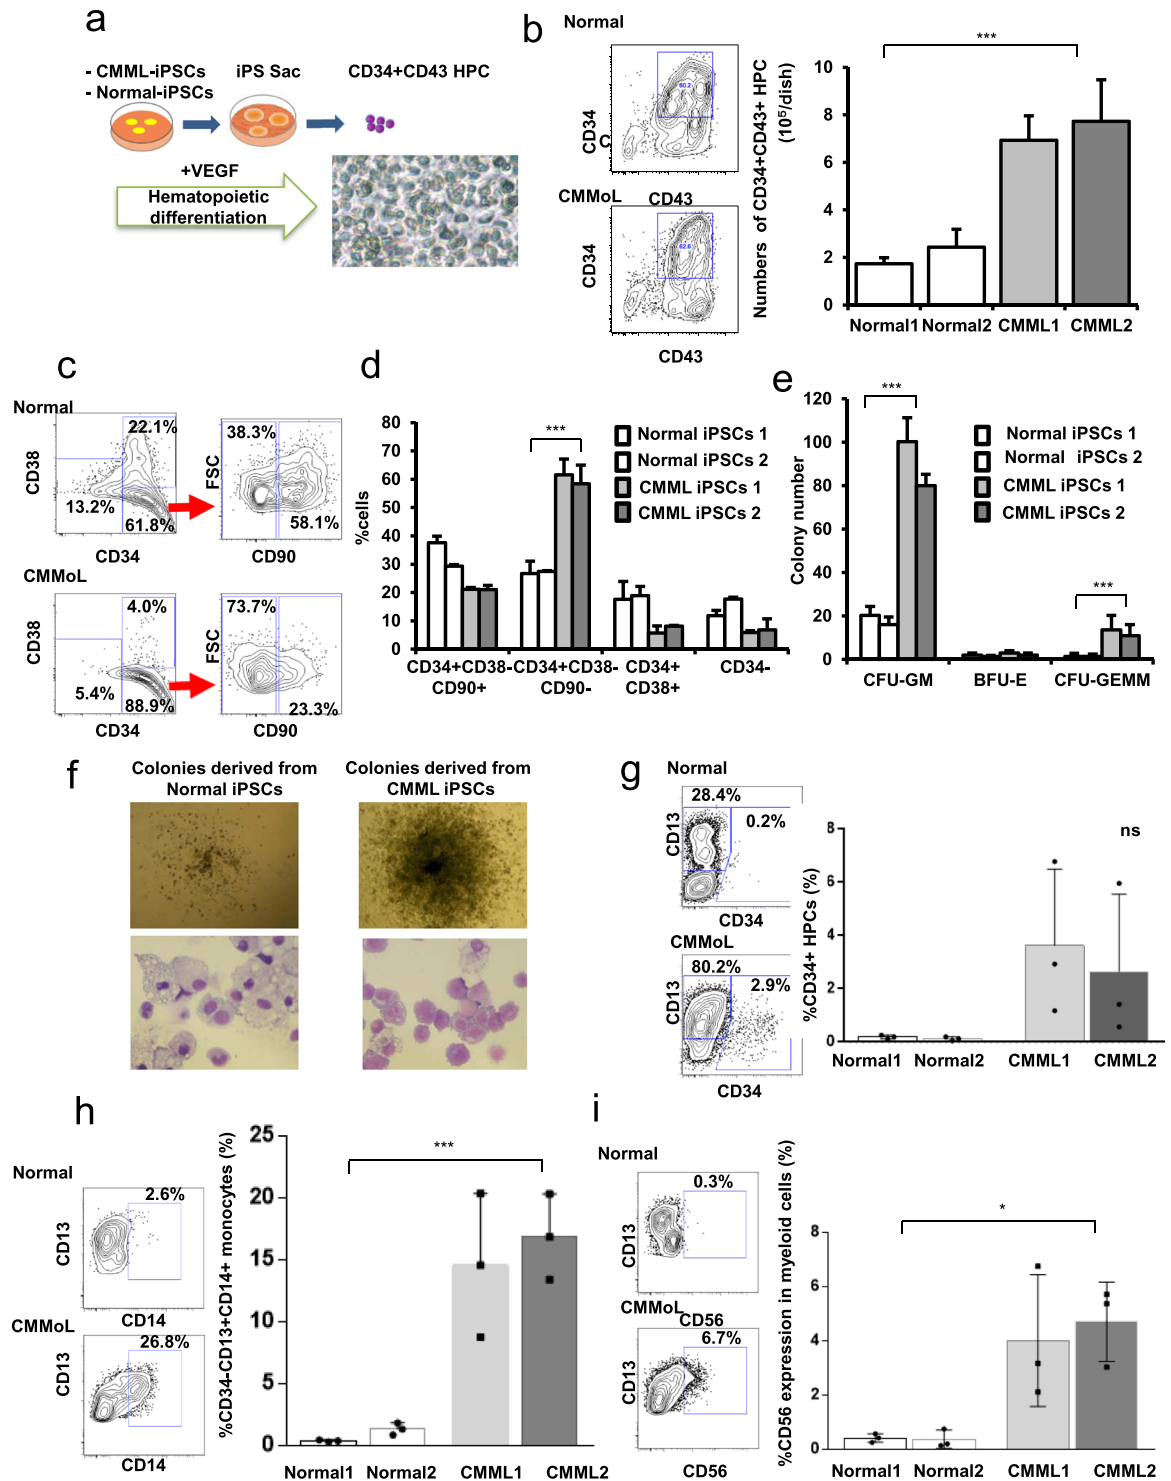 a
- CMML-iPSCs
- Normal-iPSCs
iPS Sac
CD34+CD43 HPC
+VEGF
Hematopoietic
differentiation
b
Normal
60.2
CD34
C
CD43
CMMoL
62.6
CD34
CD43
Numbers of CD34+CD43+ HPC
(10⁵/dish)
***
10
8
6
4
2
0
Normal1
Normal2
CMML1
CMML2
c
Normal
22.1%
13.2%
61.8%
CD38
CD34
38.3%
58.1%
FSC
CD90
CMMoL
4.0%
5.4%
88.9%
CD38
CD34
73.7%
23.3%
FSC
CD90
d
%cells
80
70
60
50
40
30
20
10
0
***
Normal iPSCs 1
Normal iPSCs 2
CMML iPSCs 1
CMML iPSCs 2
CD34+CD38-
CD90+
CD34+CD38-
CD90-
CD34+
CD38+
CD34-
e
Colony number
120
100
80
60
40
20
0
***
***
Normal iPSCs 1
Normal iPSCs 2
CMML iPSCs 1
CMML iPSCs 2
CFU-GM
BFU-E
CFU-GEMM
f
Colonies derived from
Normal iPSCs
Colonies derived from
CMML iPSCs
g
Normal
28.4%
0.2%
CD13
CD34
CMMoL
80.2%
2.9%
CD13
CD34
%CD34+ HPCs (%)
8
6
4
2
0
ns
Normal1
Normal2
CMML1
CMML2
h
Normal
2.6%
CD13
CD14
CMMoL
26.8%
CD13
CD14
%CD34-CD13+CD14+ monocytes (%)
25
20
15
10
5
0
***
Normal1
Normal2
CMML1
CMML2
i
Normal
0.3%
CD13
CD56
CMMoL
6.7%
CD13
CD56
%CD56 expression in myeloid cells (%)
8
6
4
2
0
*
Normal1
Normal2
CMML1
CMML2